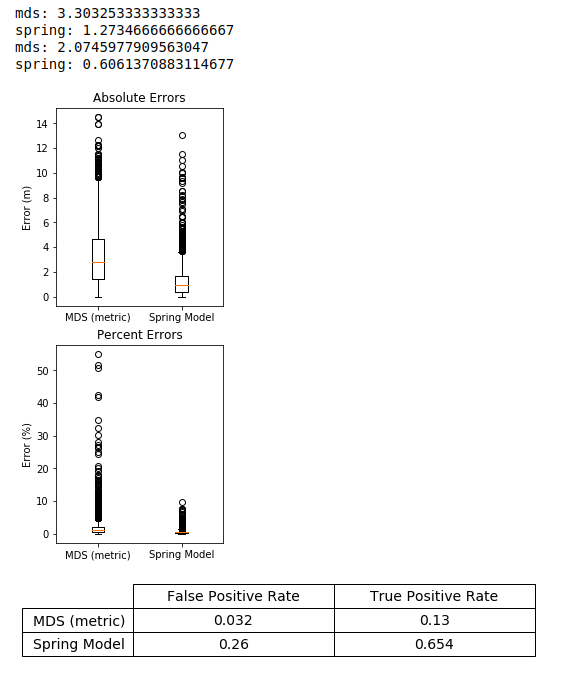 mds: 3.303253333333333
spring: 1.2734666666666667
mds: 2.0745977909563047
spring: 0.6061370883114677
Absolute Errors
14
12
10
8
6
4
2
0
Error (m)
MDS (metric) Spring Model
Percent Errors
50
40
30
20
10
0
Error (%)
MDS (metric) Spring Model
False Positive Rate True Positive Rate
MDS (metric) 0.032 0.13
Spring Model 0.26 0.654